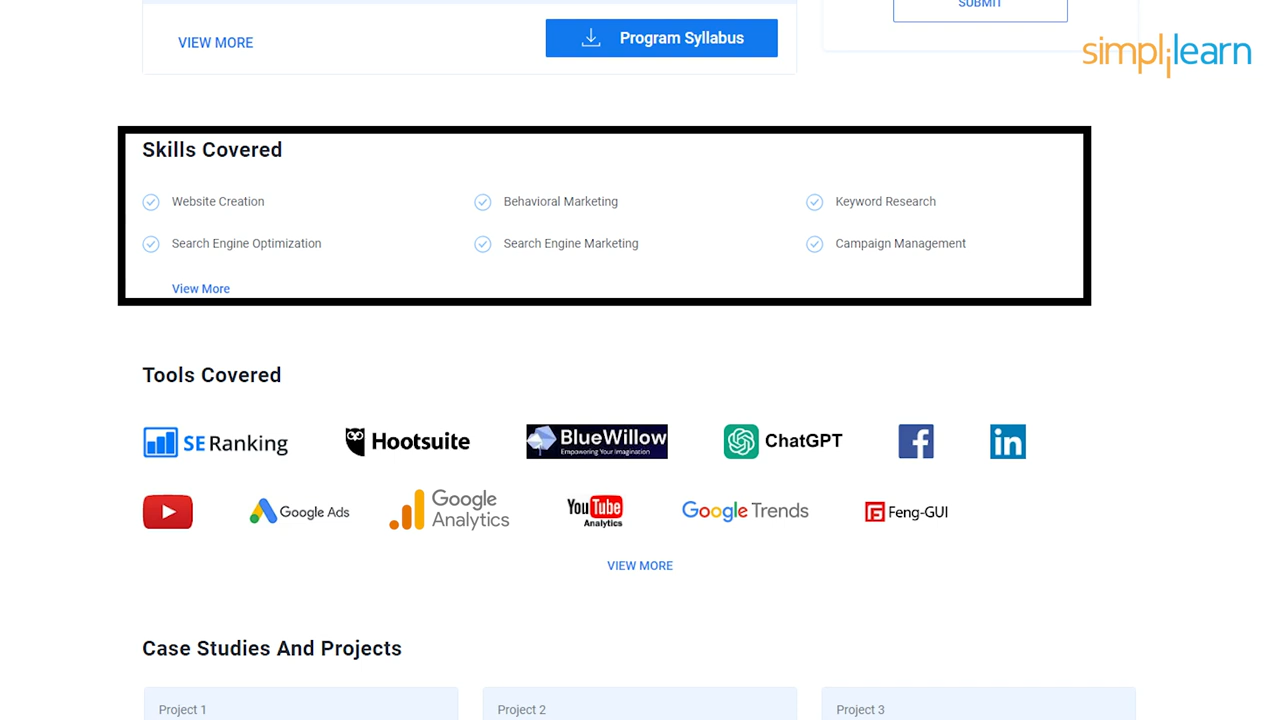 SUBMIT
VIEW MORE
Program Syllabus
simplilearn
Skills Covered
Website Creation
Behavioral Marketing
Keyword Research
Search Engine Optimization
Search Engine Marketing
Campaign Management
View More
Tools Covered
SE Ranking
Hootsuite
BlueWillow
Empowering Your Imagination
ChatGPT
f
in
Google Ads
Google Analytics
YouTube Analytics
Google Trends
Feng-GUI
VIEW MORE
Case Studies And Projects
Project 1
Project 2
Project 3